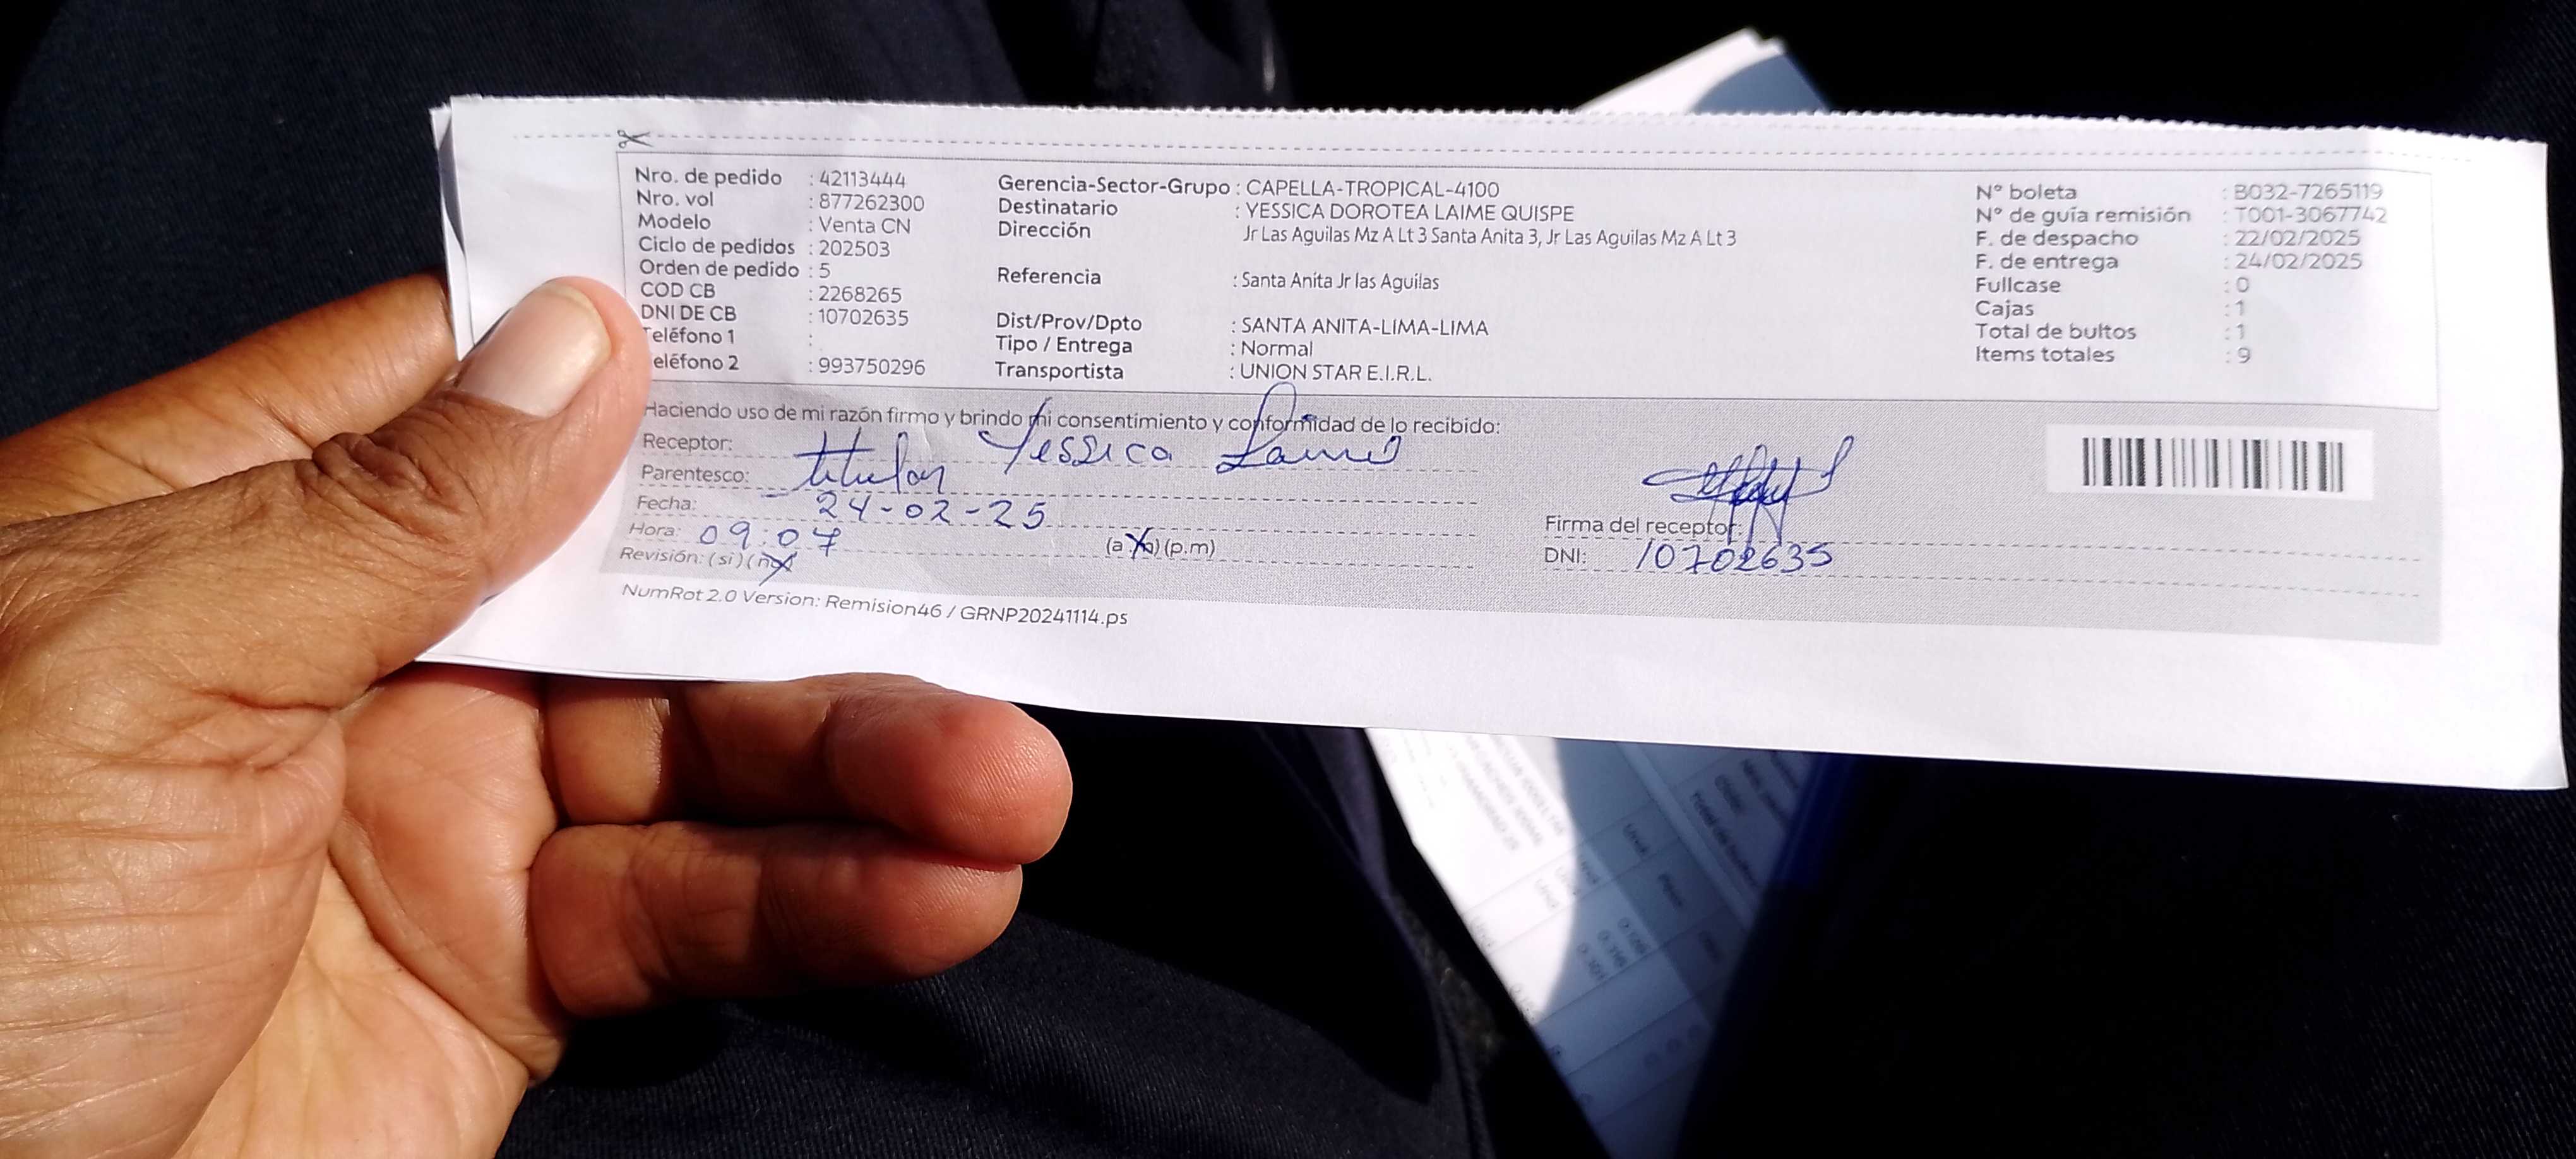 Nro. de pedido : 42113444
Nro. vol : 877262300
Modelo : Venta CN
Ciclo de pedidos : 202503
Orden de pedido : 5
COD CB : 2268265
DNI DE CB : 10702635
Teléfono 1 :
eléfono 2 : 993750296
Gerencia-Sector-Grupo : CAPELLA-TROPICAL-4100
Destinatario : YESSICA DOROTEA LAIME QUISPE
Dirección Jr Las Aguilas Mz A Lt 3 Santa Anita 3, Jr Las Aguilas Mz A Lt 3
Referencia : Santa Anita Jr las Aguilas
Dist/Prov/Dpto : SANTA ANITA-LIMA-LIMA
Tipo / Entrega : Normal
Transportista : UNION STAR E.I.R.L.
N° boleta : B032-7265119
N° de guía remisión : T001-3067742
F. de despacho : 22/02/2025
F. de entrega : 24/02/2025
Fullcase : 0
Cajas : 1
Total de bultos : 1
Items totales : 9
Haciendo uso de mi razón firmo y brindo mi consentimiento y conformidad de lo recibido:
Receptor: Yessica
Parentesco: titular
Fecha: 24-02-25
Hora: 09:07 (a.m) (p.m)
Revisión: (si) (no)
Firma del receptor:
DNI: 10702635
NumRot 2.0 Version: Remision46 / GRNP20241114.ps